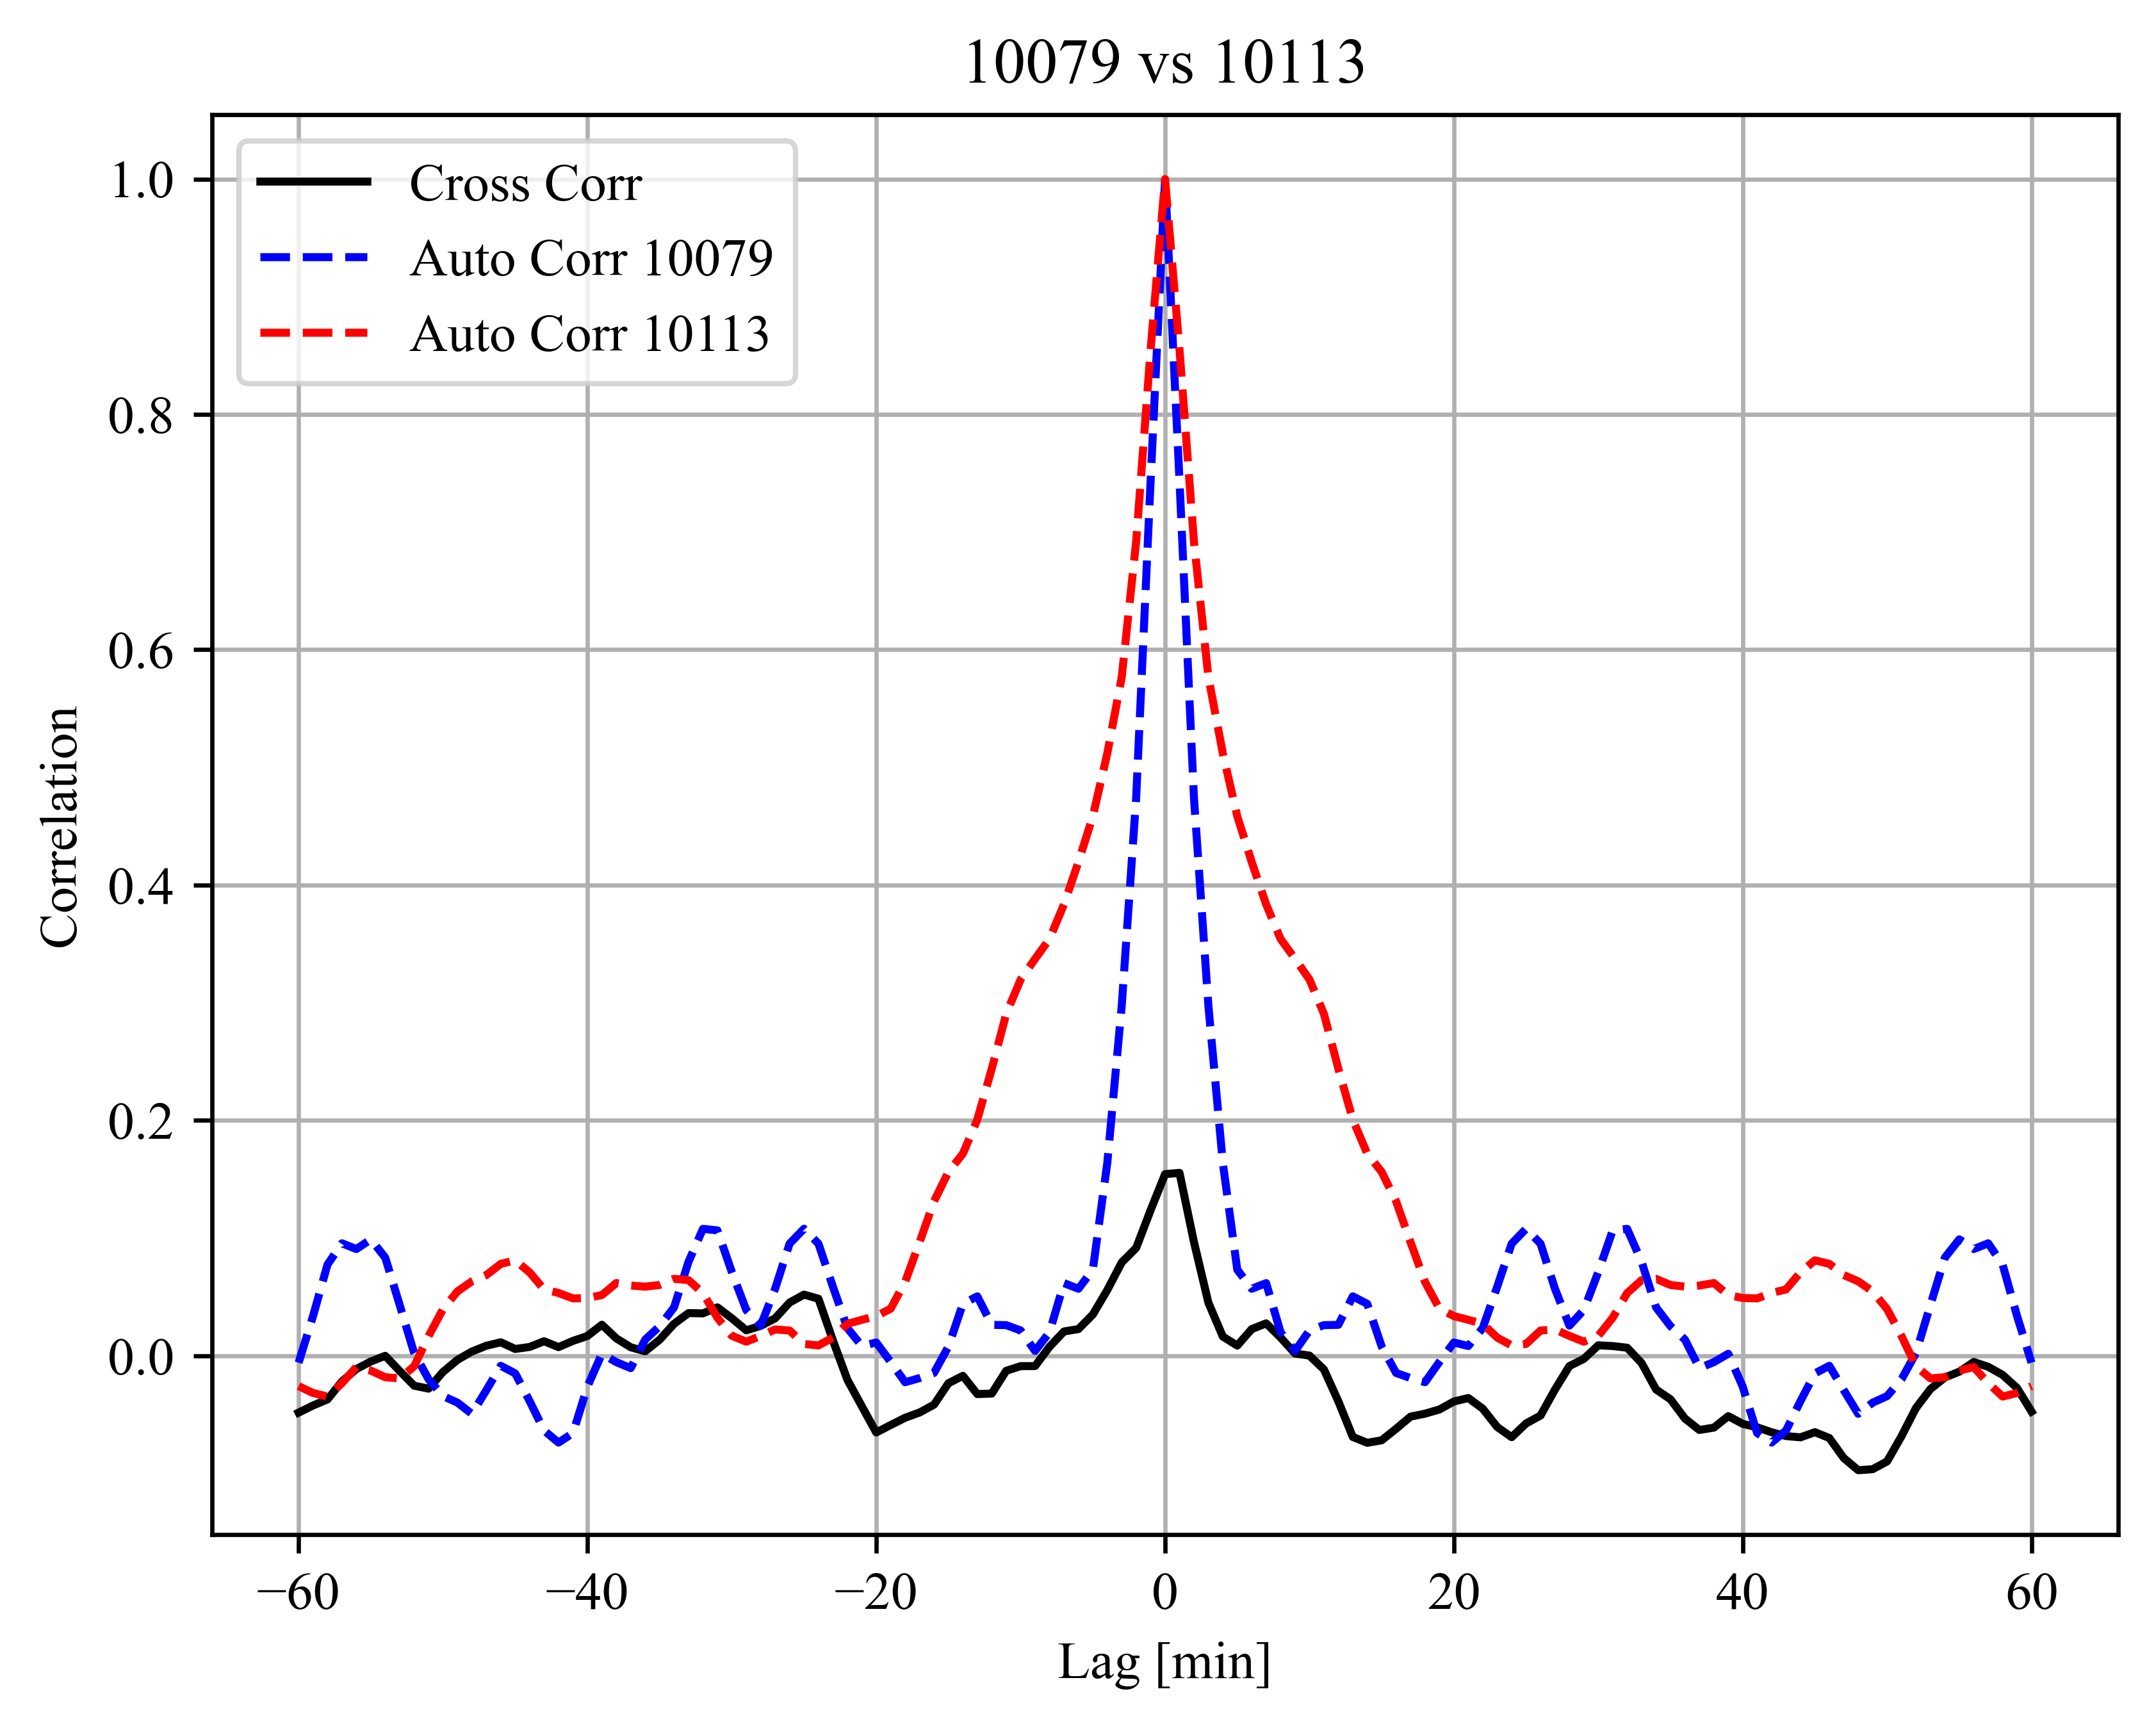 10079 vs 10113
Cross Corr
Auto Corr 10079
Auto Corr 10113
1.0
0.8
0.6
0.4
0.2
0.0
Correlation
−60 −40 −20 0 20 40 60
Lag [min]